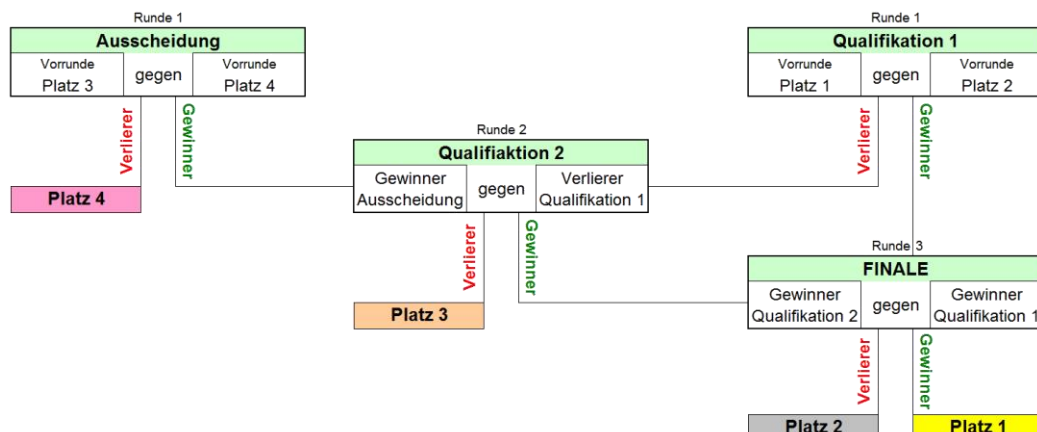 Runde 1
Ausscheidung
Vorrunde
Platz 3
gegen
Vorrunde
Platz 4
Verlierer
Gewinner
Platz 4
Runde 1
Qualifikation 1
Vorrunde
Platz 1
gegen
Vorrunde
Platz 2
Verlierer
Gewinner
Runde 2
Qualifiaktion 2
Gewinner
Ausscheidung
gegen
Verlierer
Qualifikation 1
Verlierer
Gewinner
Platz 3
Runde 3
FINALE
Gewinner
Qualifikation 2
gegen
Gewinner
Qualifikation 1
Verlierer
Gewinner
Platz 2
Platz 1